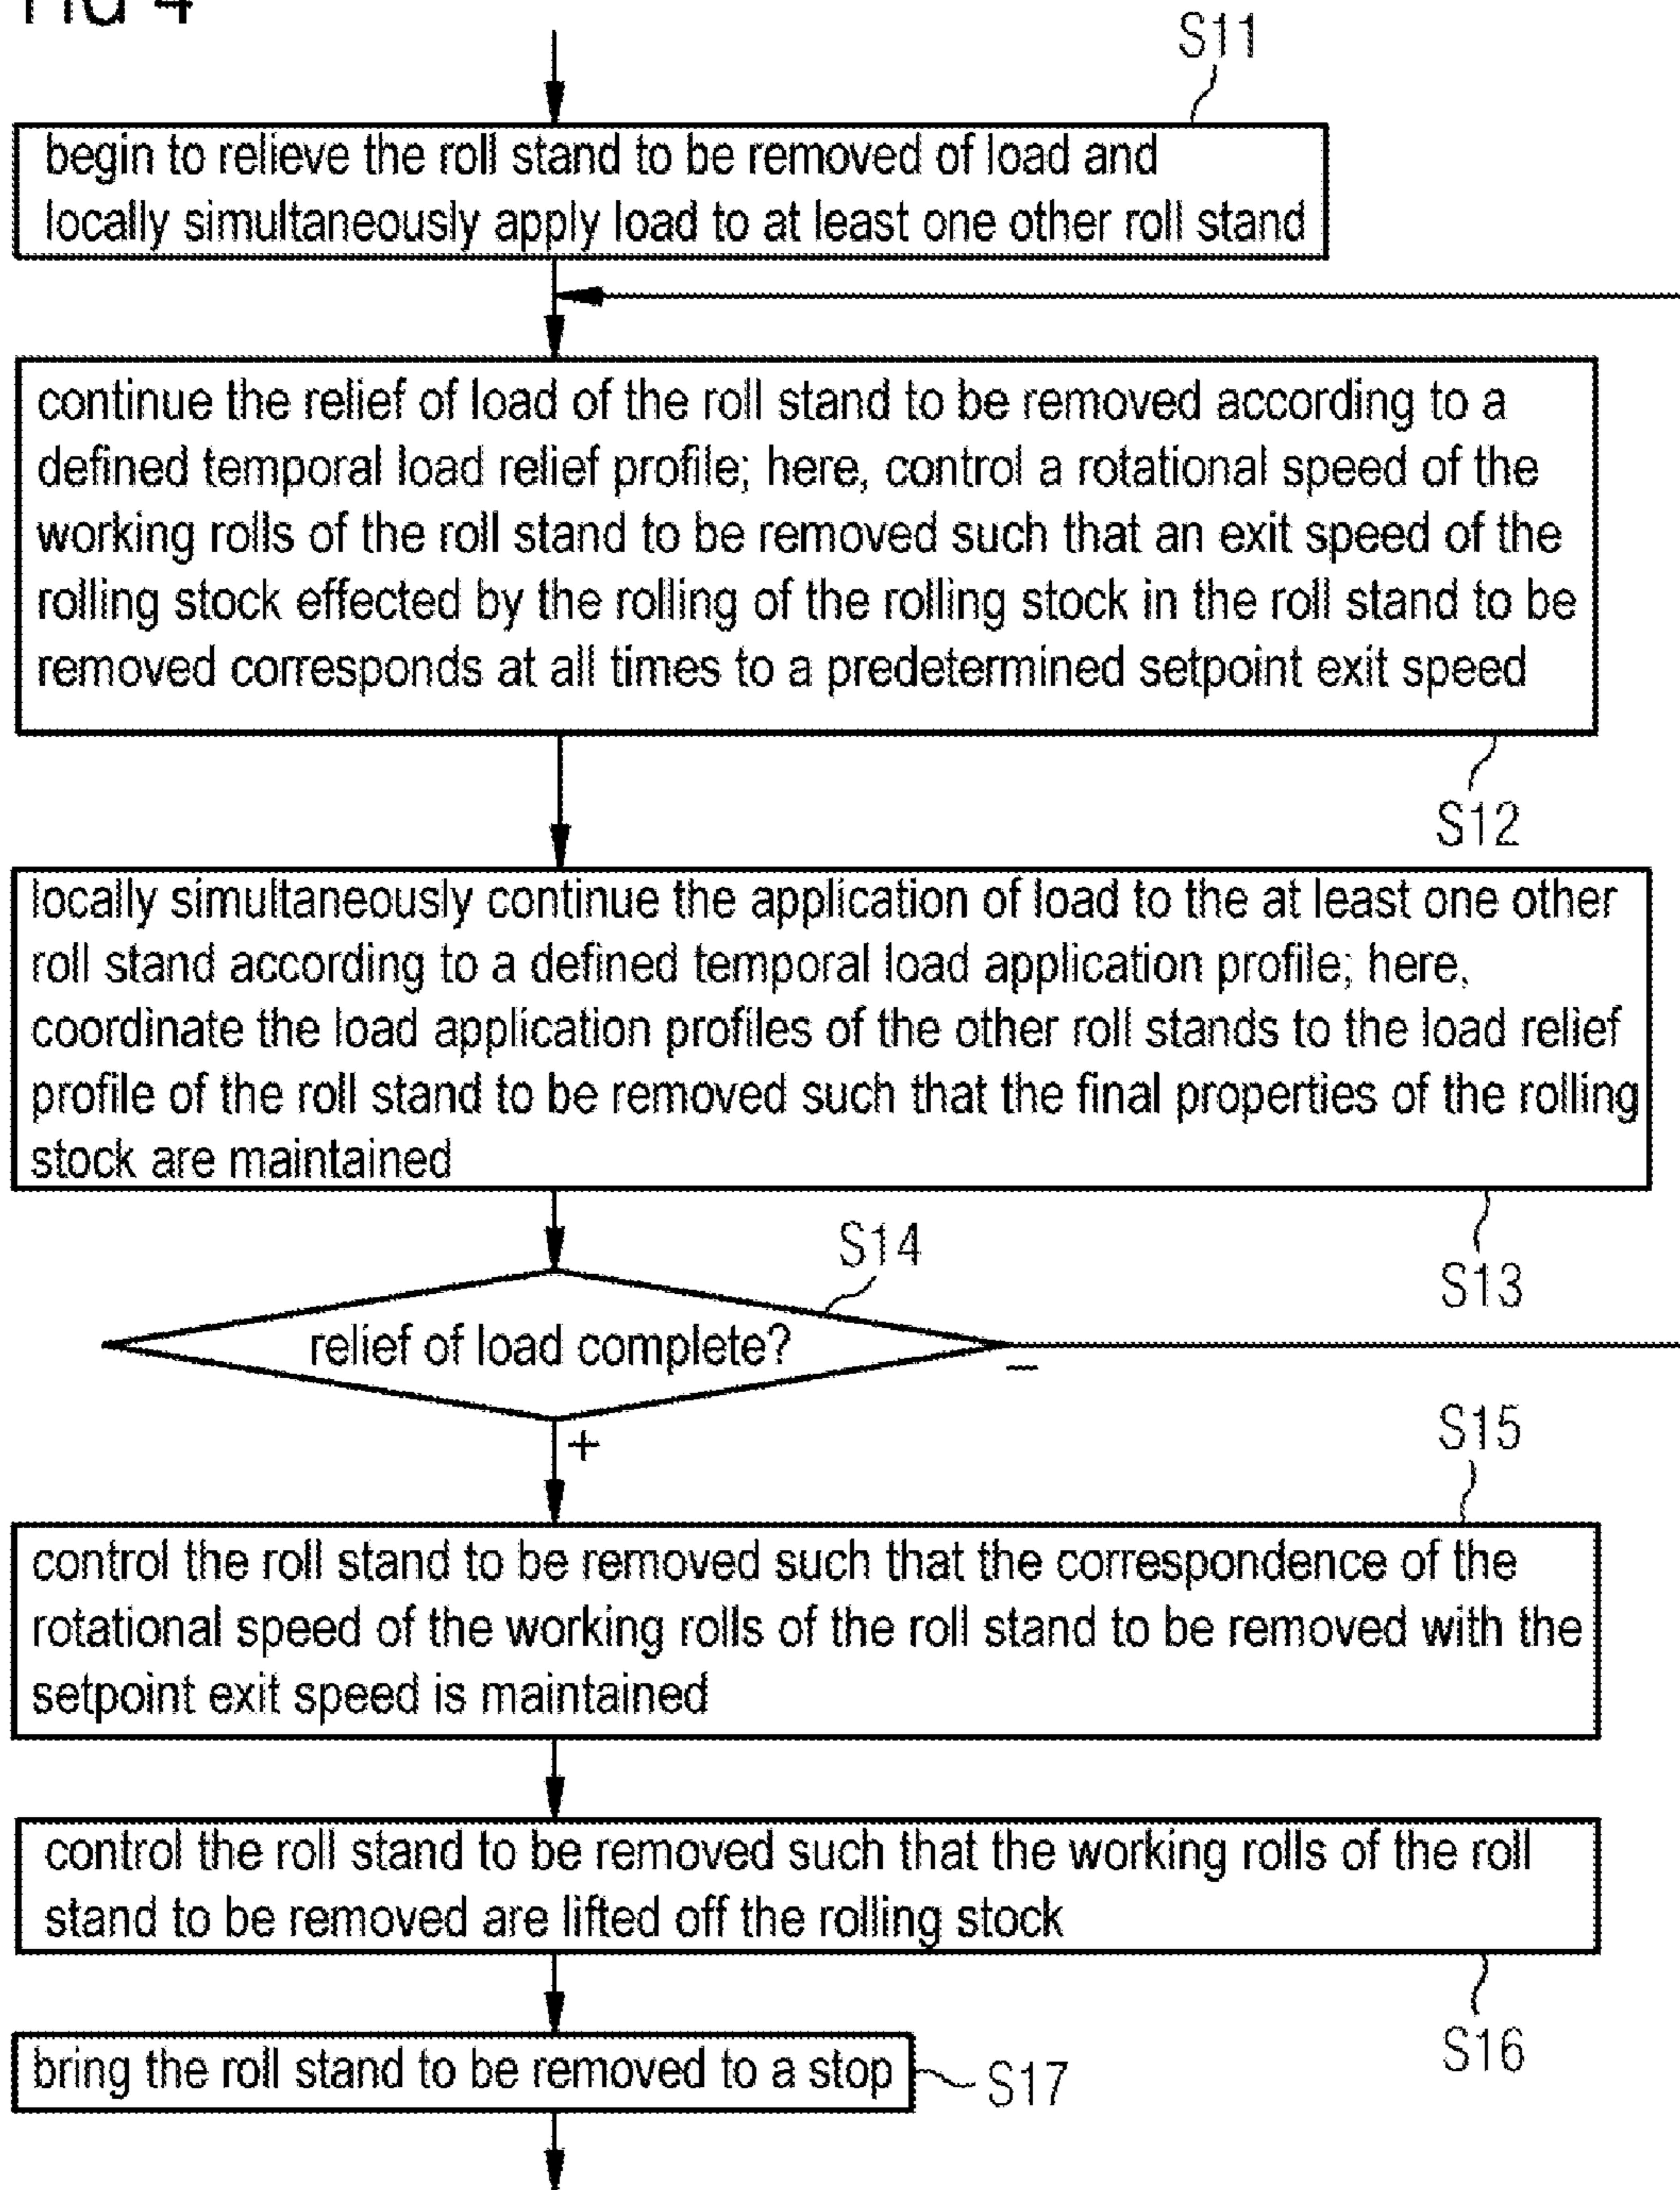 FIG 4
S11
begin to relieve the roll stand to be removed of load and
locally simultaneously apply load to at least one other roll stand
continue the relief of load of the roll stand to be removed according to a
defined temporal load relief profile; here, control a rotational speed of the
working rolls of the roll stand to be removed such that an exit speed of the
rolling stock effected by the rolling of the rolling stock in the roll stand to be
removed corresponds at all times to a predetermined setpoint exit speed
S12
locally simultaneously continue the application of load to the at least one other
roll stand according to a defined temporal load application profile; here,
coordinate the load application profiles of the other roll stands to the load relief
profile of the roll stand to be removed such that the final properties of the rolling
stock are maintained
S13
S14
relief of load complete?
–
+
S15
control the roll stand to be removed such that the correspondence of the
rotational speed of the working rolls of the roll stand to be removed with the
setpoint exit speed is maintained
control the roll stand to be removed such that the working rolls of the roll
stand to be removed are lifted off the rolling stock
S16
bring the roll stand to be removed to a stop
S17